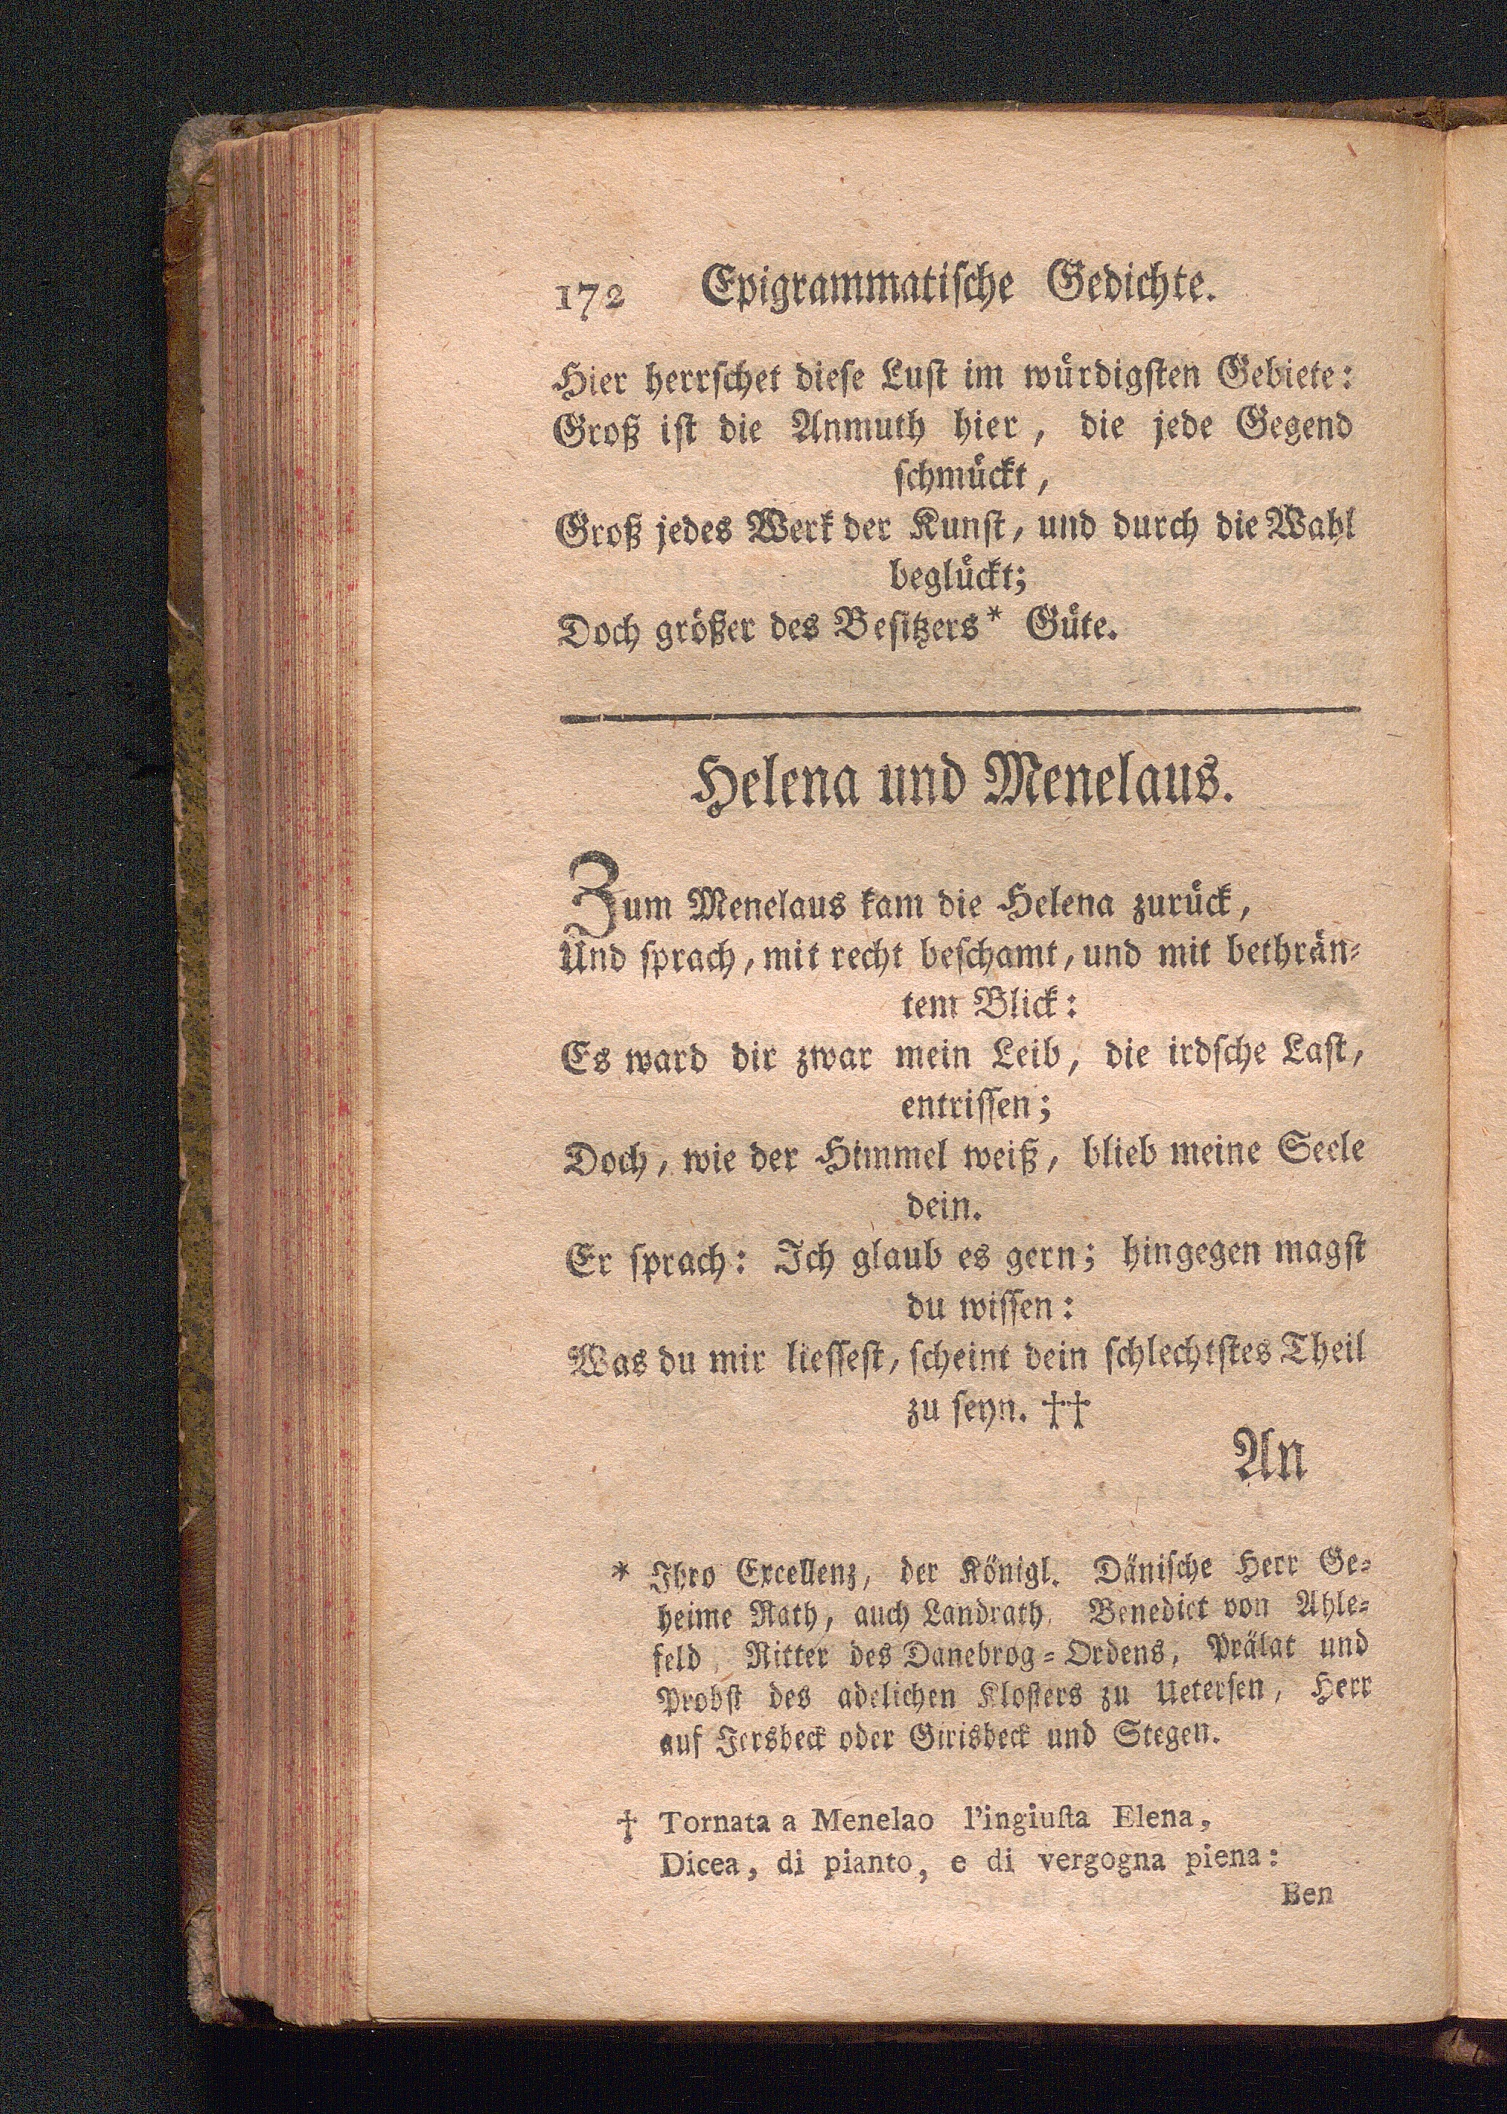 172 Epigrammatische Gedichte.
Hier herrschet diese Lust im würdigsten Gebiete:
Groß ist die Anmuth hier, die jede Gegend
schmückt,
Groß jedes Werk der Kunst, und durch die Wahl
beglückt;
Doch größer des Besitzers* Güte.
Helena und Menelaus.
Zum Menelaus kam die Helena zurück,
Und sprach, mit recht beschamt, und mit bethrän-
tem Blick:
Es ward dir zwar mein Leib, die irdsche Last,
entrissen;
Doch, wie der Himmel weiß, blieb meine Seele
dein.
Er sprach: Ich glaub es gern; hingegen magst
du wissen:
Was du mir liessest, scheint dein schlechtstes Theil
zu seyn. ††
An
* Ihro Excellenz, der Königl. Dänische Herr Ge-
heime Rath, auch Landrath, Benedict von Ahle-
feld, Ritter des Danebrog-Ordens, Prälat und
Probst des adelichen Klosters zu Uetersen, Herr
auf Jersbeck oder Girisbeck und Stegen.
† Tornata a Menelao l'ingiusta Elena,
Dicea, di pianto, e di vergogna piena:
Ben